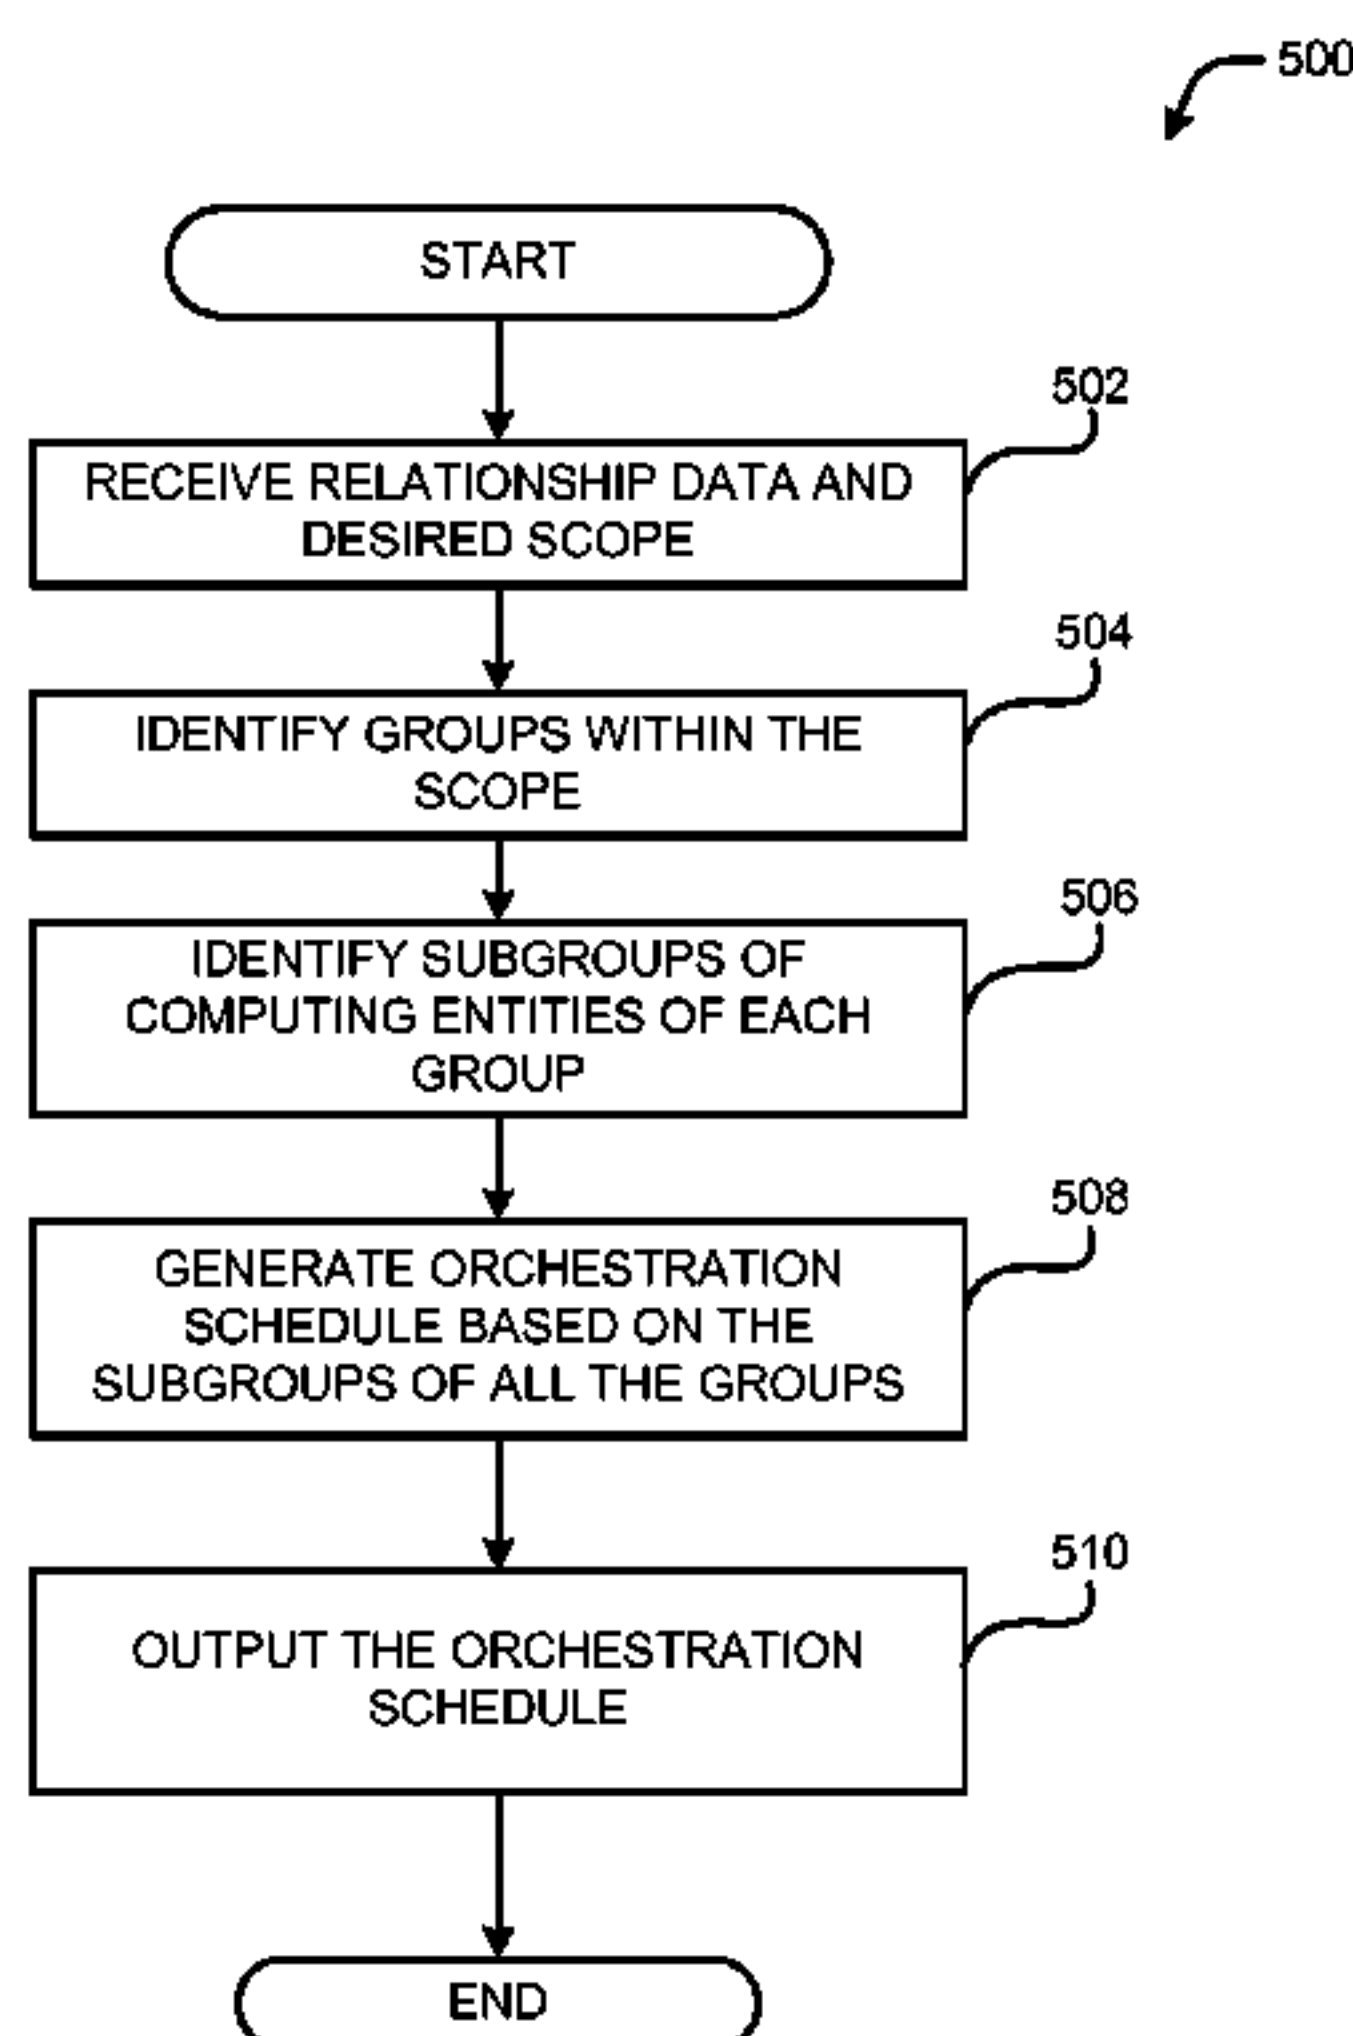 500
START
502
RECEIVE RELATIONSHIP DATA AND
DESIRED SCOPE
504
IDENTIFY GROUPS WITHIN THE
SCOPE
506
IDENTIFY SUBGROUPS OF
COMPUTING ENTITIES OF EACH
GROUP
508
GENERATE ORCHESTRATION
SCHEDULE BASED ON THE
SUBGROUPS OF ALL THE GROUPS
510
OUTPUT THE ORCHESTRATION
SCHEDULE
END